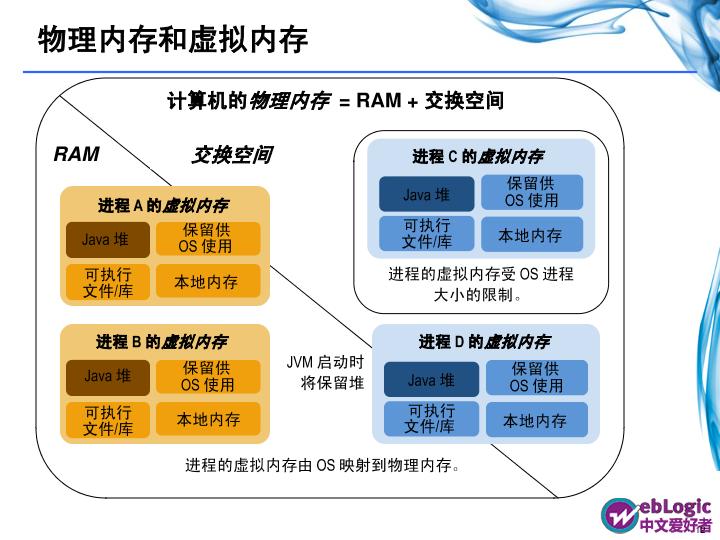 物理内存和虚拟内存
计算机的物理内存 = RAM + 交换空间
RAM
交换空间
进程 A 的虚拟内存
Java 堆
保留供
OS 使用
可执行
文件/库
本地内存
进程 C 的虚拟内存
Java 堆
保留供
OS 使用
可执行
文件/库
本地内存
进程的虚拟内存受 OS 进程
大小的限制。
进程 B 的虚拟内存
Java 堆
保留供
OS 使用
可执行
文件/库
本地内存
JVM 启动时
将保留堆
进程 D 的虚拟内存
Java 堆
保留供
OS 使用
可执行
文件/库
本地内存
进程的虚拟内存由 OS 映射到物理内存。
WebLogic
中文爱好者